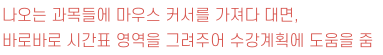 나오는 과목들에 마우스 커서를 가져다 대면,
바로바로 시간표 영역을 그려주어 수강계획에 도움을 줌